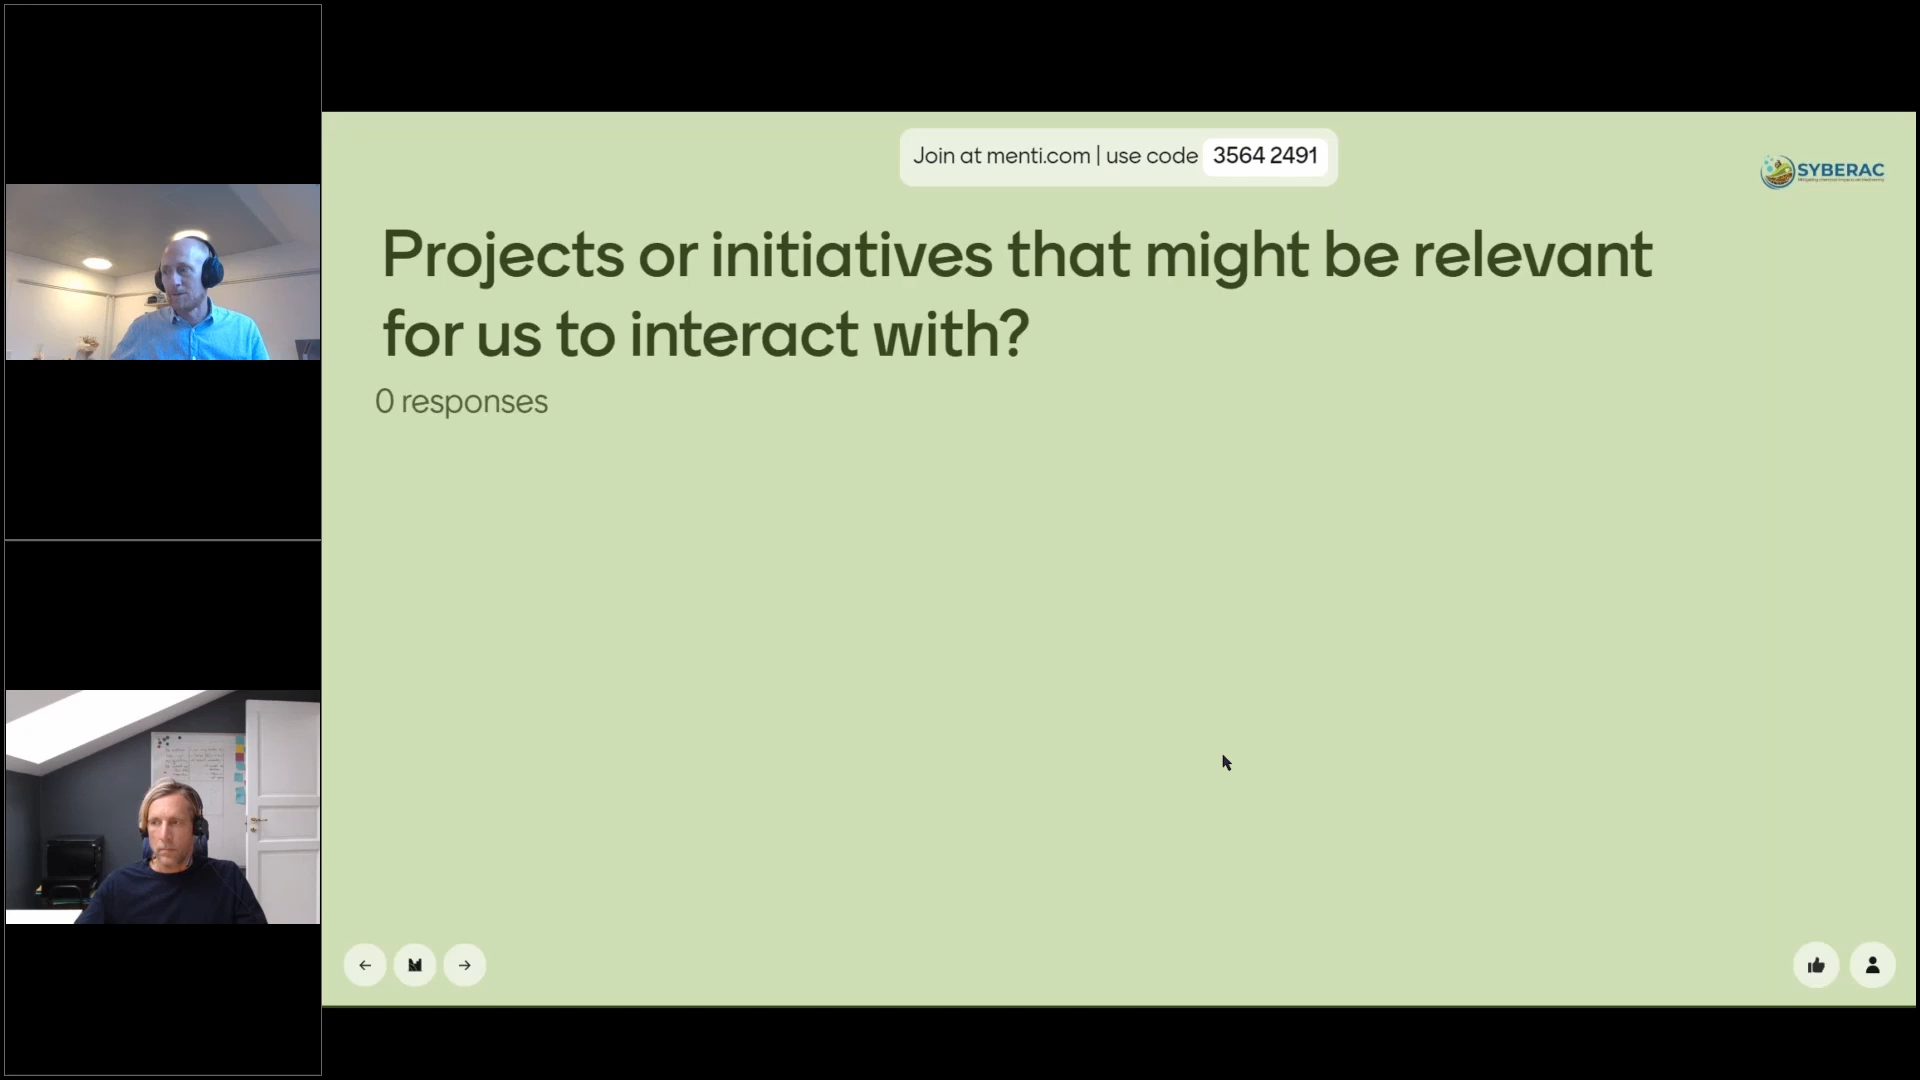 Join at menti.com | use code 3564 2491
SYBERAC
Projects or initiatives that might be relevant
for us to interact with?
0 responses